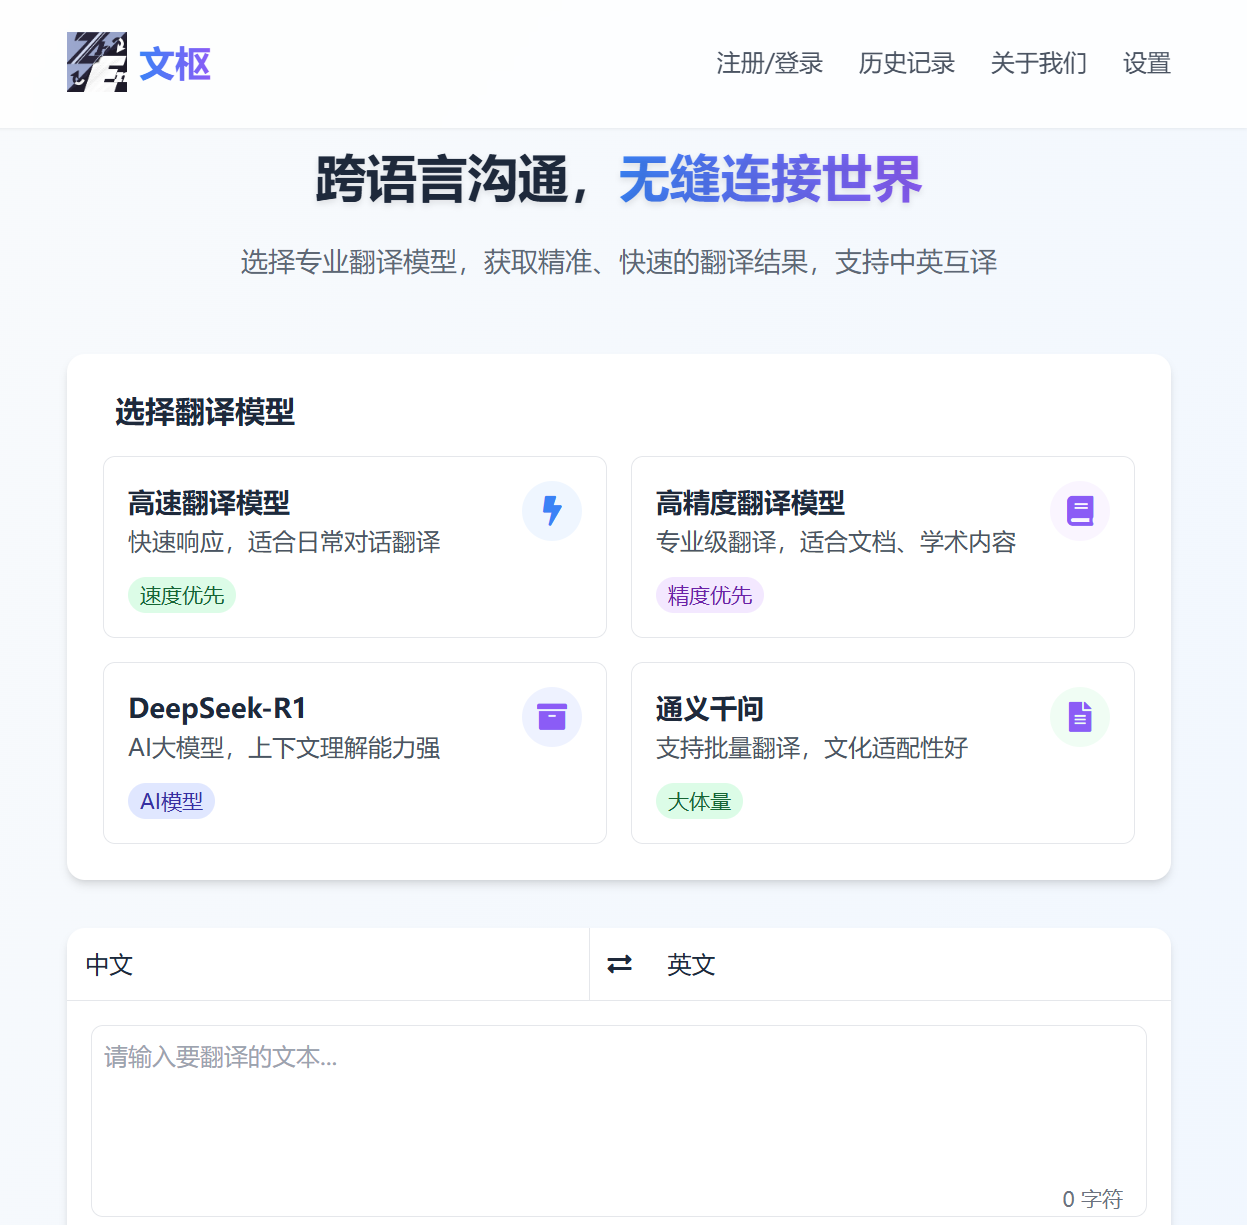 文枢
注册/登录 历史记录 关于我们 设置
跨语言沟通，无缝连接世界
选择专业翻译模型，获取精准、快速的翻译结果，支持中英互译
选择翻译模型
高速翻译模型
快速响应，适合日常对话翻译
速度优先
高精度翻译模型
专业级翻译，适合文档、学术内容
精度优先
DeepSeek-R1
AI大模型，上下文理解能力强
AI模型
通义千问
支持批量翻译，文化适配性好
大体量
中文
英文
请输入要翻译的文本...
0 字符